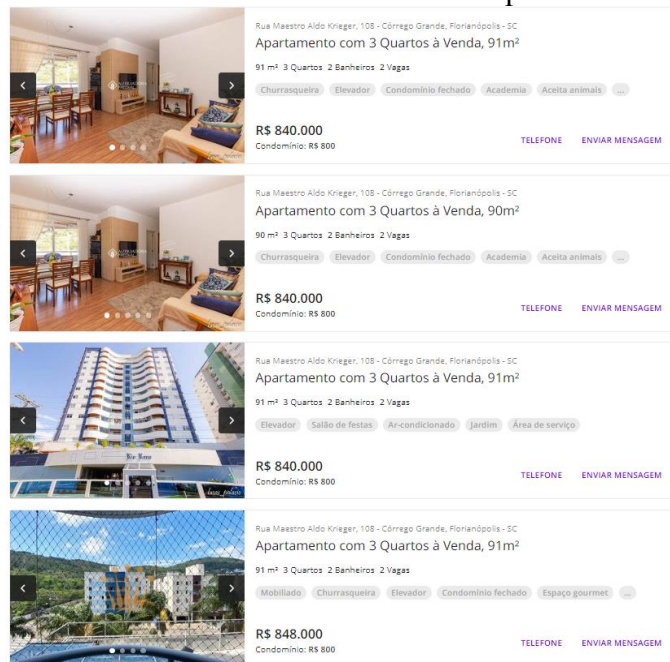 Rua Maestro Aldo Krieger, 108 - Córrego Grande, Florianópolis - SC
Apartamento com 3 Quartos à Venda, 91m²
91 m² 3 Quartos 2 Banheiros 2 Vagas
Churrasqueira Elevador Condomínio fechado Academia Aceita animais ...
R$ 840.000
Condomínio: R$ 800
TELEFONE ENVIAR MENSAGEM
Rua Maestro Aldo Krieger, 108 - Córrego Grande, Florianópolis - SC
Apartamento com 3 Quartos à Venda, 90m²
90 m² 3 Quartos 2 Banheiros 2 Vagas
Churrasqueira Elevador Condomínio fechado Academia Aceita animais ...
R$ 840.000
Condomínio: R$ 800
TELEFONE ENVIAR MENSAGEM
Rua Maestro Aldo Krieger, 108 - Córrego Grande, Florianópolis - SC
Apartamento com 3 Quartos à Venda, 91m²
91 m² 3 Quartos 2 Banheiros 2 Vagas
Elevador Salão de festas Ar-condicionado Jardim Área de serviço
R$ 840.000
Condomínio: R$ 800
TELEFONE ENVIAR MENSAGEM
Rua Maestro Aldo Krieger, 108 - Córrego Grande, Florianópolis - SC
Apartamento com 3 Quartos à Venda, 91m²
91 m² 3 Quartos 2 Banheiros 2 Vagas
Mobiliado Churrasqueira Elevador Condomínio fechado Espaço gourmet ...
R$ 848.000
Condomínio: R$ 800
TELEFONE ENVIAR MENSAGEM